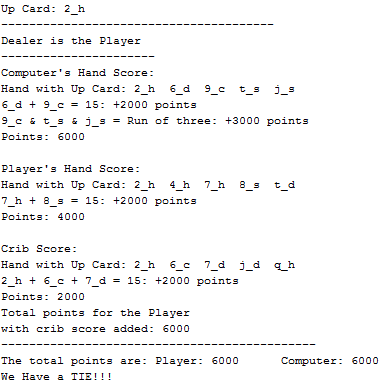 Up Card: 2_h
---------------------------------------
Dealer is the Player
----------------------
Computer's Hand Score:
Hand with Up Card: 2_h  6_d  9_c  t_s  j_s
6_d + 9_c = 15: +2000 points
9_c & t_s & j_s = Run of three: +3000 points
Points: 6000
Player's Hand Score:
Hand with Up Card: 2_h  4_h  7_h  8_s  t_d
7_h + 8_s = 15: +2000 points
Points: 4000
Crib Score:
Hand with Up Card: 2_h  6_c  7_d  j_d  q_h
2_h + 6_c + 7_d = 15: +2000 points
Points: 2000
Total points for the Player
with crib score added: 6000
---------------------------------------------
The total points are: Player: 6000      Computer: 6000
We Have a TIE!!!